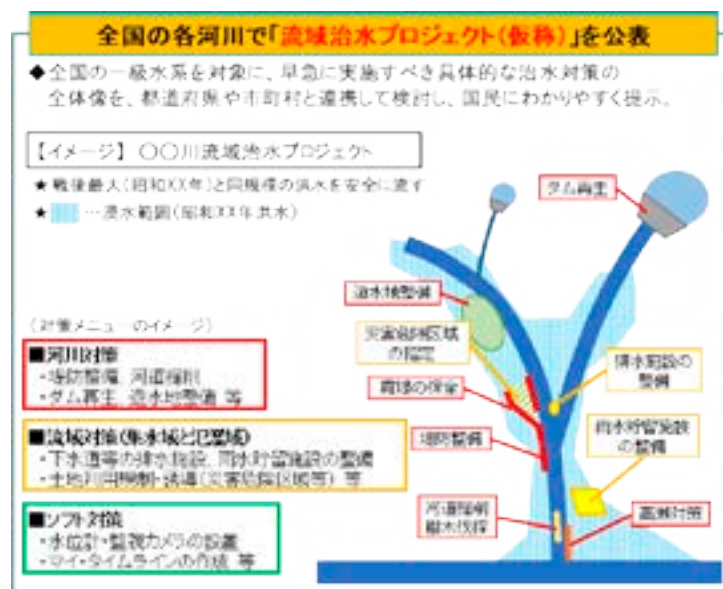 全国の各河川で「流域治水プロジェクト(仮称)」を公表
◆全国の一級水系を対象に、早急に実施すべき具体的な治水対策の
全体像を、都道府県や市町村と連携して検討し、国民にわかりやすく提示。
【イメージ】 〇〇川流域治水プロジェクト
★戦後最大(昭和XX年)と同規模の洪水を安全に流す
★ …浸水範囲(昭和XX年洪水)
(対策メニューのイメージ)
■河川対策
・堤防整備、河道掘削
・ダム再生、遊水地整備 等
■流域対策(集水域と氾濫域)
・下水道等の排水施設、雨水貯留施設の整備
・土地利用規制・誘導(災害危険区域等) 等
■ソフト対策
・水位計・監視カメラの設置
・マイ・タイムラインの作成 等
ダム再生
遊水地整備
災害危険区域
の指定
霞堤の保全
堤防整備
排水施設の
整備
雨水貯留施設
の整備
河道掘削
樹木伐採
高潮対策